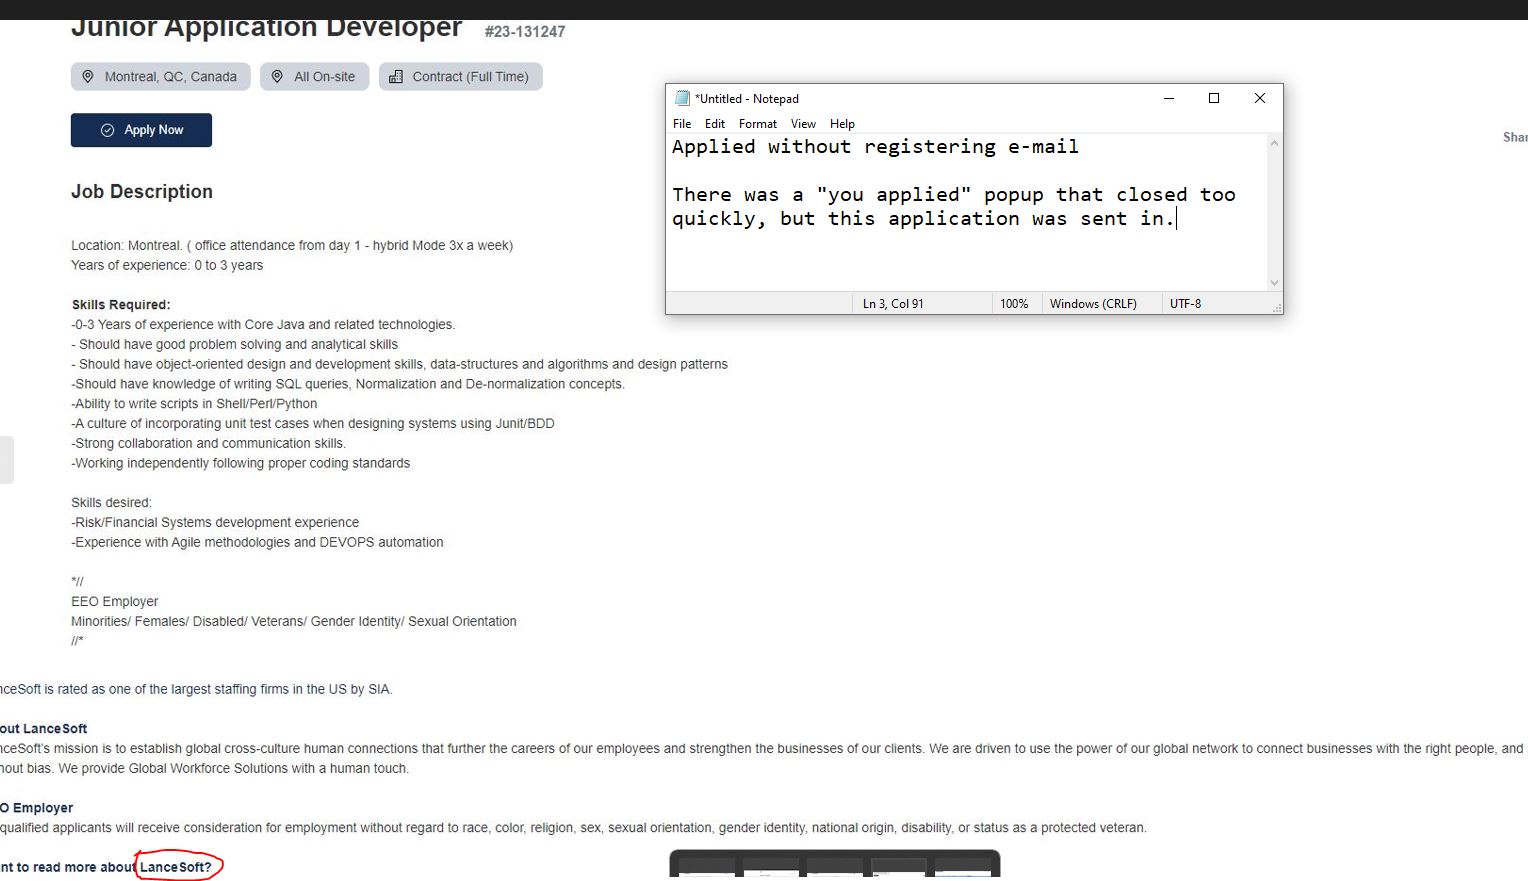 Junior Application Developer #23-131247
Montreal, QC, Canada All On-site Contract (Full Time)
Apply Now
*Untitled - Notepad
File Edit Format View Help
Applied without registering e-mail
There was a "you applied" popup that closed too
quickly, but this application was sent in.
Ln 3, Col 91 100% Windows (CRLF) UTF-8
Shar
Job Description
Location: Montreal. ( office attendance from day 1 - hybrid Mode 3x a week)
Years of experience: 0 to 3 years
Skills Required:
-0-3 Years of experience with Core Java and related technologies.
- Should have good problem solving and analytical skills
- Should have object-oriented design and development skills, data-structures and algorithms and design patterns
-Should have knowledge of writing SQL queries, Normalization and De-normalization concepts.
-Ability to write scripts in Shell/Perl/Python
-A culture of incorporating unit test cases when designing systems using Junit/BDD
-Strong collaboration and communication skills.
-Working independently following proper coding standards
Skills desired:
-Risk/Financial Systems development experience
-Experience with Agile methodologies and DEVOPS automation
*//
EEO Employer
Minorities/ Females/ Disabled/ Veterans/ Gender Identity/ Sexual Orientation
//*
nceSoft is rated as one of the largest staffing firms in the US by SIA.
out LanceSoft
nceSoft's mission is to establish global cross-culture human connections that further the careers of our employees and strengthen the businesses of our clients. We are driven to use the power of our global network to connect businesses with the right people, and
hout bias. We provide Global Workforce Solutions with a human touch.
O Employer
qualified applicants will receive consideration for employment without regard to race, color, religion, sex, sexual orientation, gender identity, national origin, disability, or status as a protected veteran.
nt to read more about LanceSoft?